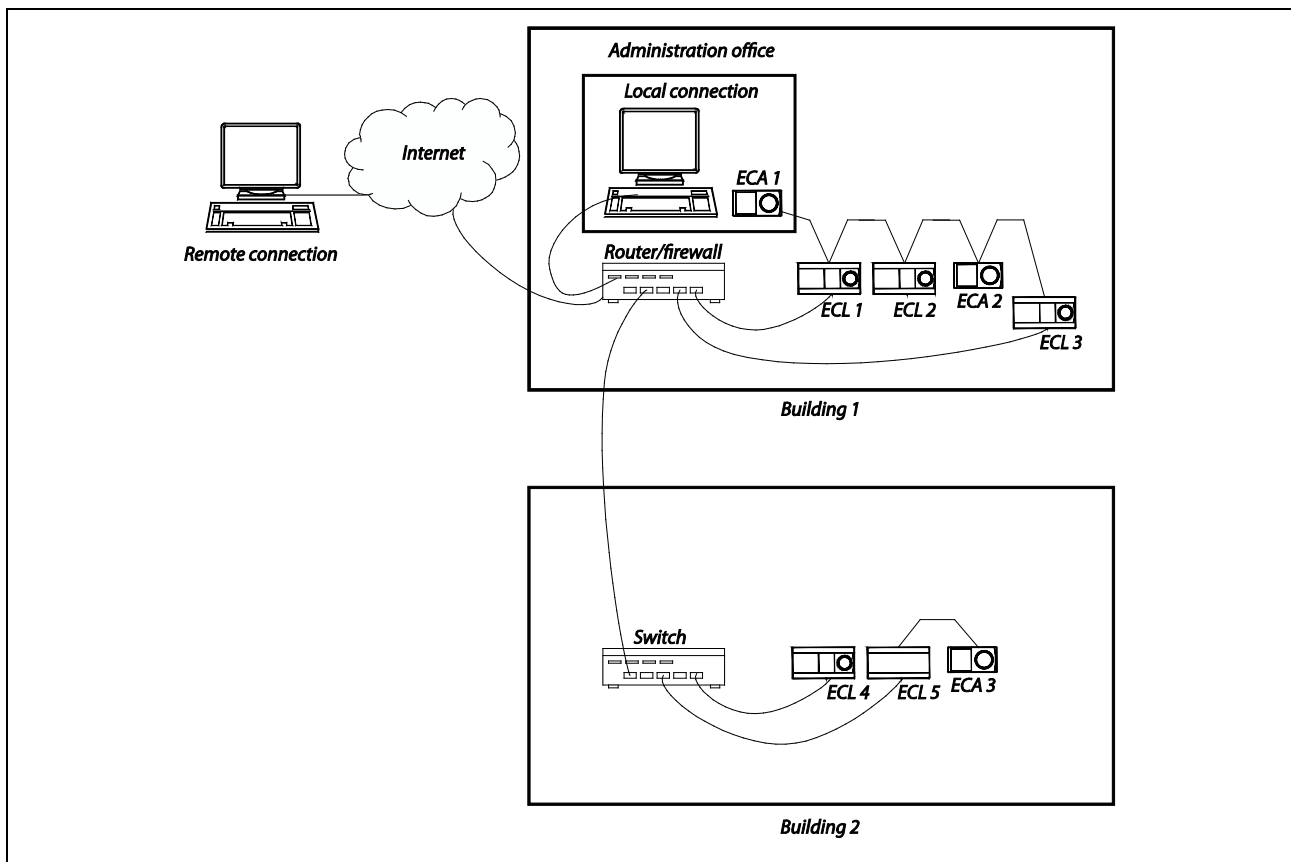 Administration office
Local connection
Internet
ECA 1
Remote connection
Router/firewall
ECL 1
ECL 2
ECA 2
ECL 3
Building 1
Switch
ECL 4
ECL 5
ECA 3
Building 2